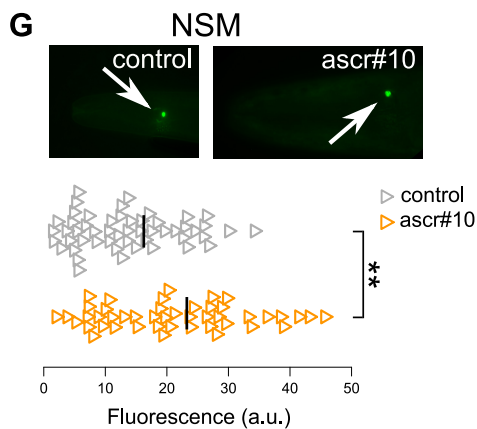 G NSM
control
ascr#10
control
ascr#10
**
0 10 20 30 40 50
Fluorescence (a.u.)